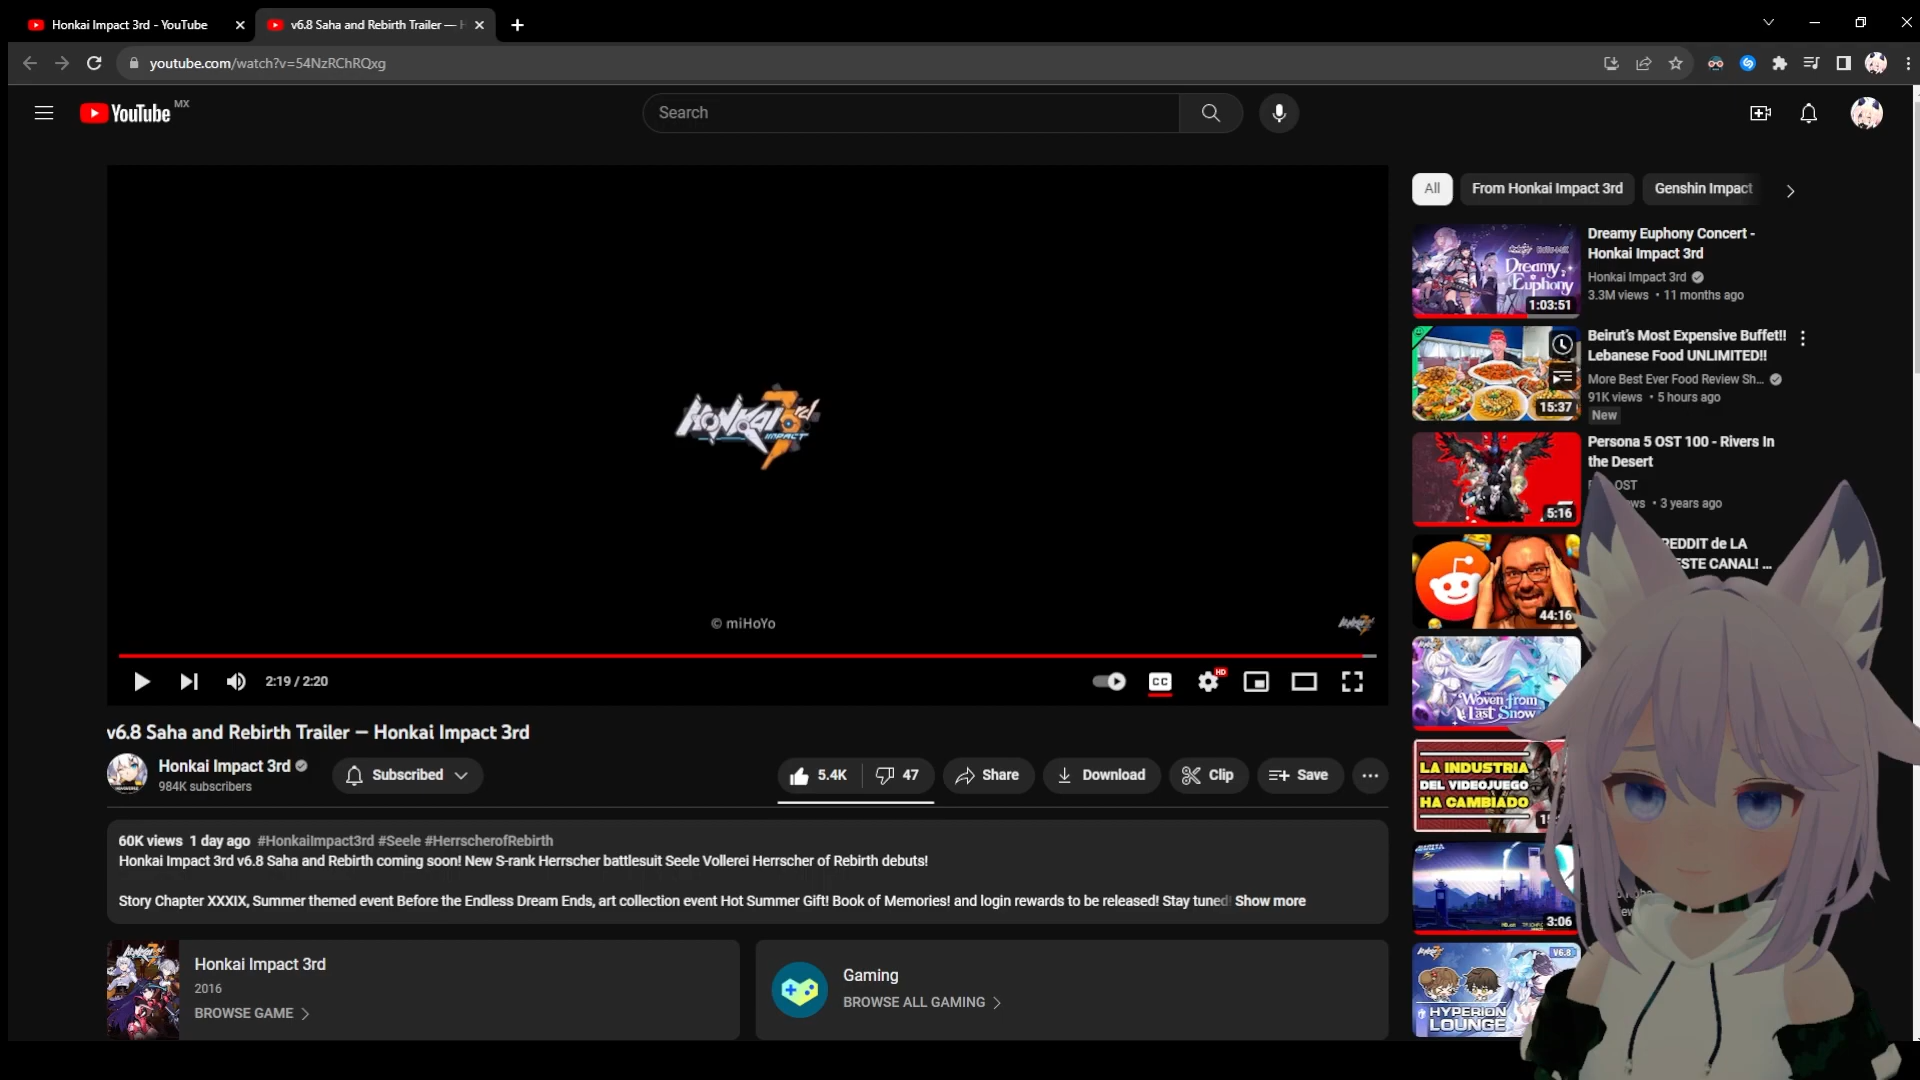 Honkai Impact 3rd - YouTube
v6.8 Saha and Rebirth Trailer — H
youtube.com/watch?v=54NzRChRQxg
YouTube MX
Search
All
From Honkai Impact 3rd
Genshin Impact
HONKAI 3rd
IMPACT
© miHoYo
2:19 / 2:20
CC
HD
v6.8 Saha and Rebirth Trailer — Honkai Impact 3rd
Honkai Impact 3rd
984K subscribers
Subscribed
5.4K
47
Share
Download
Clip
Save
60K views 1 day ago #HonkaiImpact3rd #Seele #HerrscherofRebirth
Honkai Impact 3rd v6.8 Saha and Rebirth coming soon! New S-rank Herrscher battlesuit Seele Vollerei Herrscher of Rebirth debuts!
Story Chapter XXXIX, Summer themed event Before the Endless Dream Ends, art collection event Hot Summer Gift! Book of Memories! and login rewards to be released! Stay tuned! Show more
Honkai Impact 3rd
2016
BROWSE GAME
Gaming
BROWSE ALL GAMING
Dreamy
Euphony
1:03:51
Dreamy Euphony Concert -
Honkai Impact 3rd
Honkai Impact 3rd
3.3M views • 11 months ago
15:37
Beirut's Most Expensive Buffet!!
Lebanese Food UNLIMITED!!
More Best Ever Food Review Sh...
91K views • 5 hours ago
New
5:16
Persona 5 OST 100 - Rivers In
the Desert
OST
• 3 years ago
44:16
REDDIT de LA
ESTE CANAL! ...
Woven from
Last Snow
LA INDUSTRIA
DEL VIDEOJUEGO
HA CAMBIADO
3:06
V6.8
HYPERION
LOUNGE